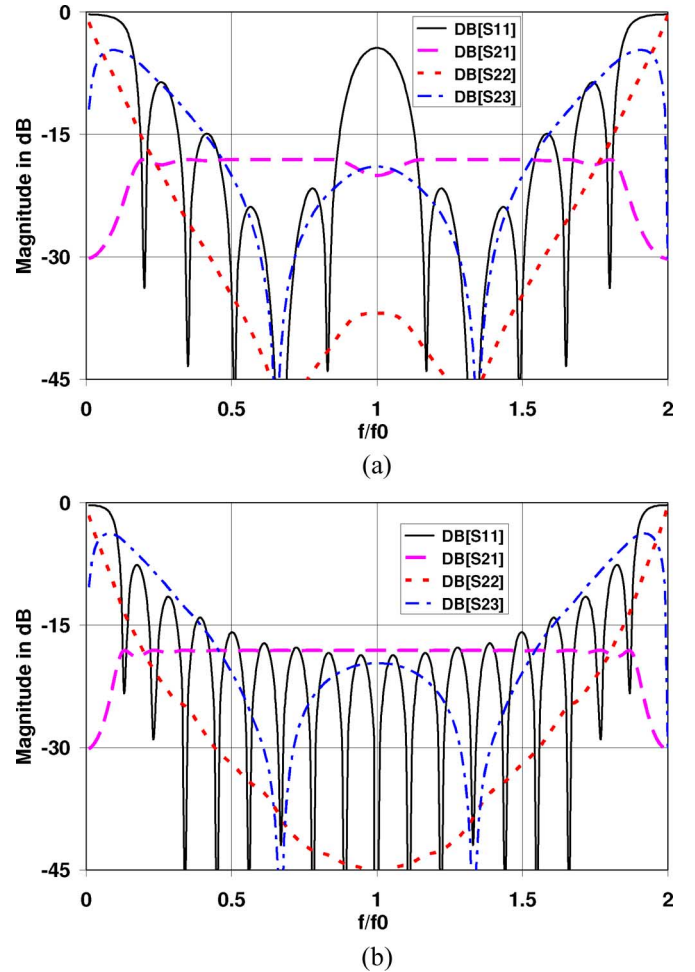 0
-15
-30
-45
Magnitude in dB
DB[S11]
DB[S21]
DB[S22]
DB[S23]
0 0.5 1 1.5 2
f/f0
(a)
0
-15
-30
-45
Magnitude in dB
DB[S11]
DB[S21]
DB[S22]
DB[S23]
0 0.5 1 1.5 2
f/f0
(b)